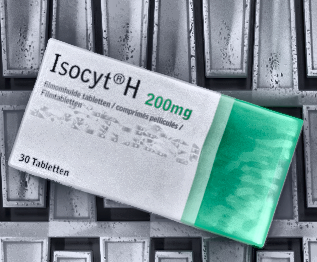 Isocyt®H 200mg
filmomhulde tabletten / comprimés pelliculés /
Filmtabletten
30 Tabletten